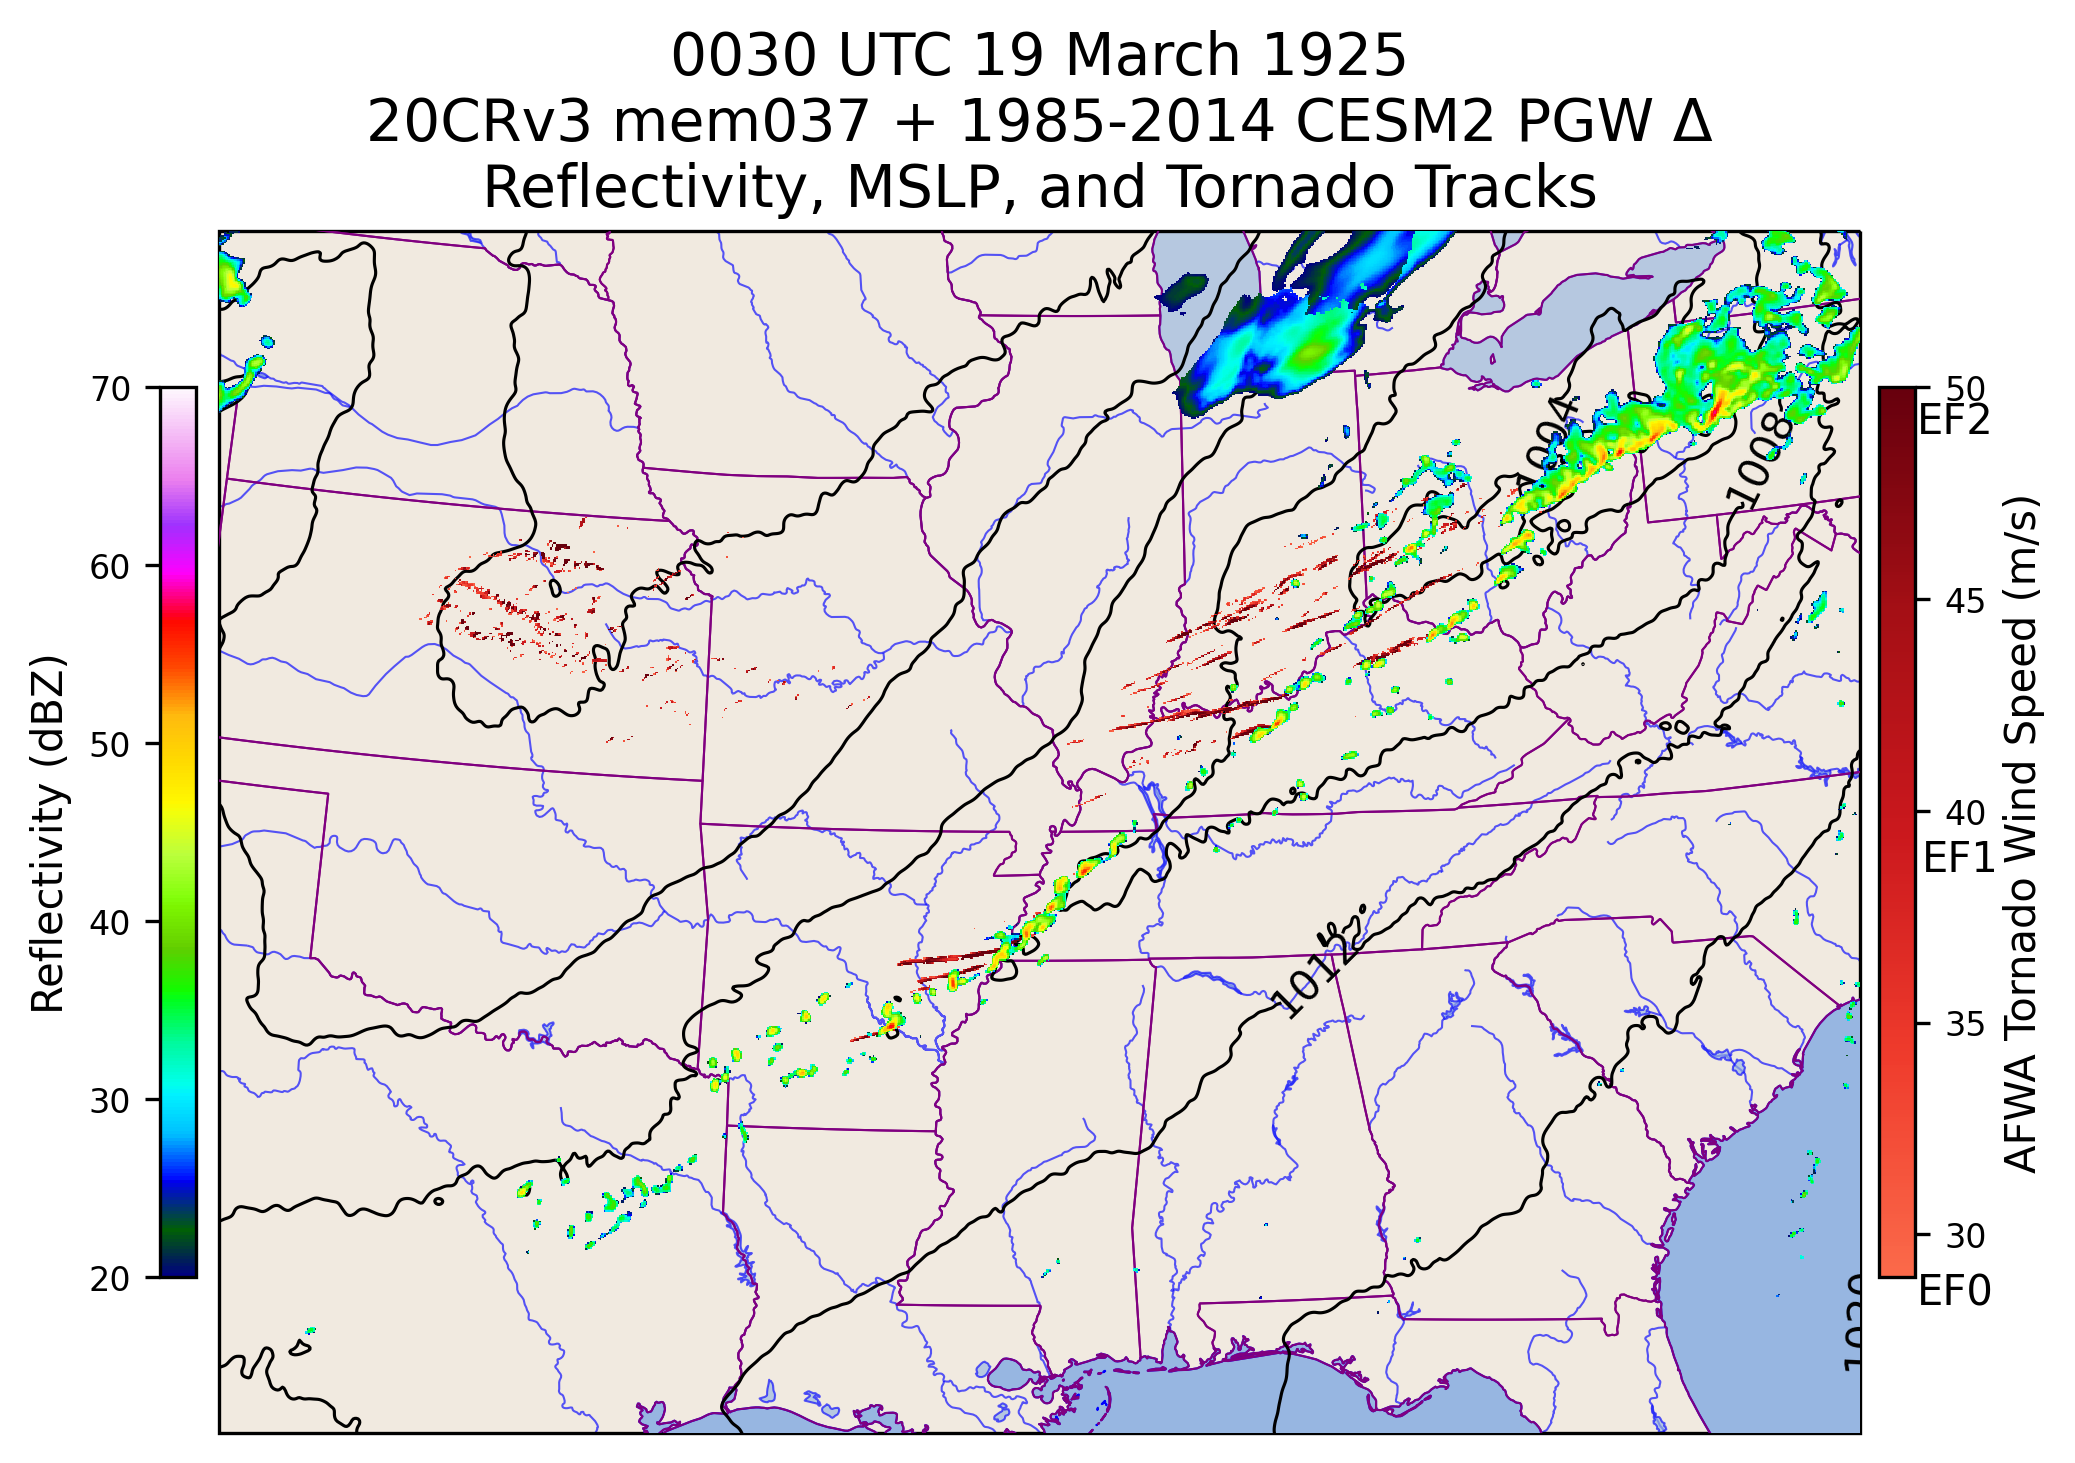 0030 UTC 19 March 1925
20CRv3 mem037 + 1985-2014 CESM2 PGW Δ
Reflectivity, MSLP, and Tornado Tracks
Reflectivity (dBZ)
70
60
50
40
30
20
1004
1008
1012
1020
50
EF2
45
40
EF1
35
30
EF0
AFWA Tornado Wind Speed (m/s)